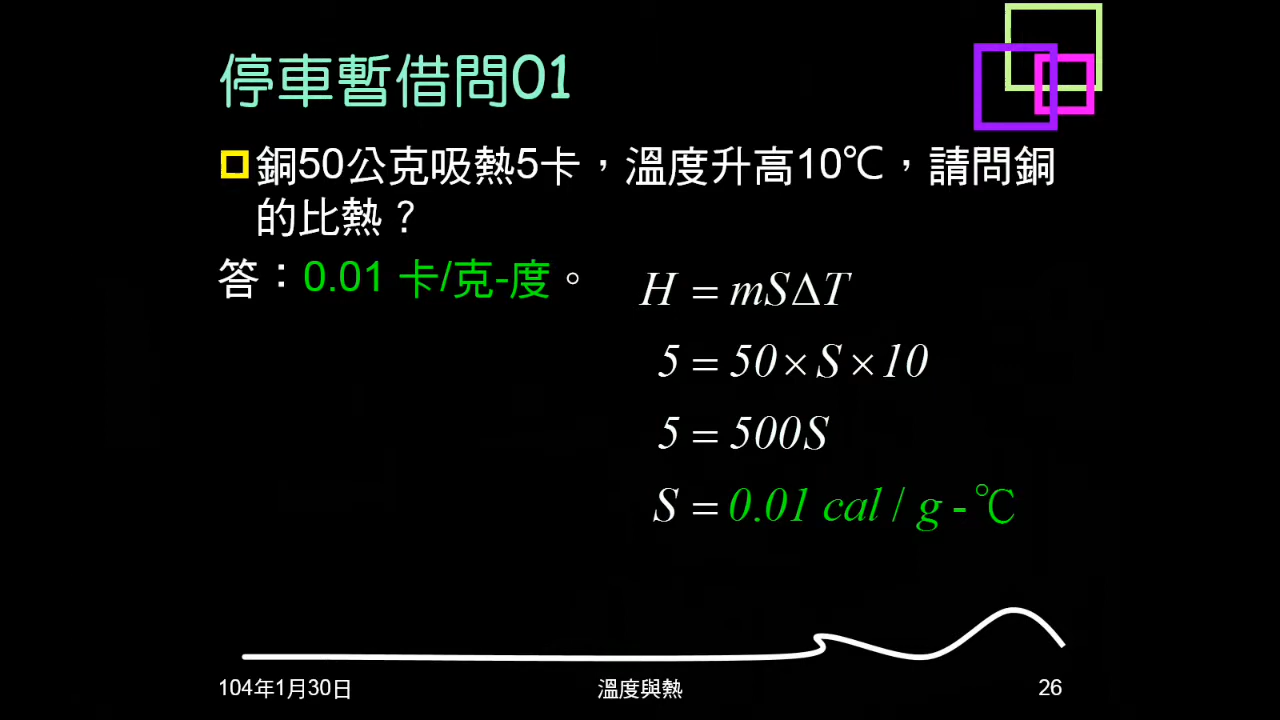 停車暫借問01
銅50公克吸熱5卡，溫度升高10℃，請問銅
的比熱？
答：0.01 卡/克-度。
H = mSΔT
5 = 50×S×10
5 = 500S
S = 0.01 cal / g -℃
104年1月30日
溫度與熱
26